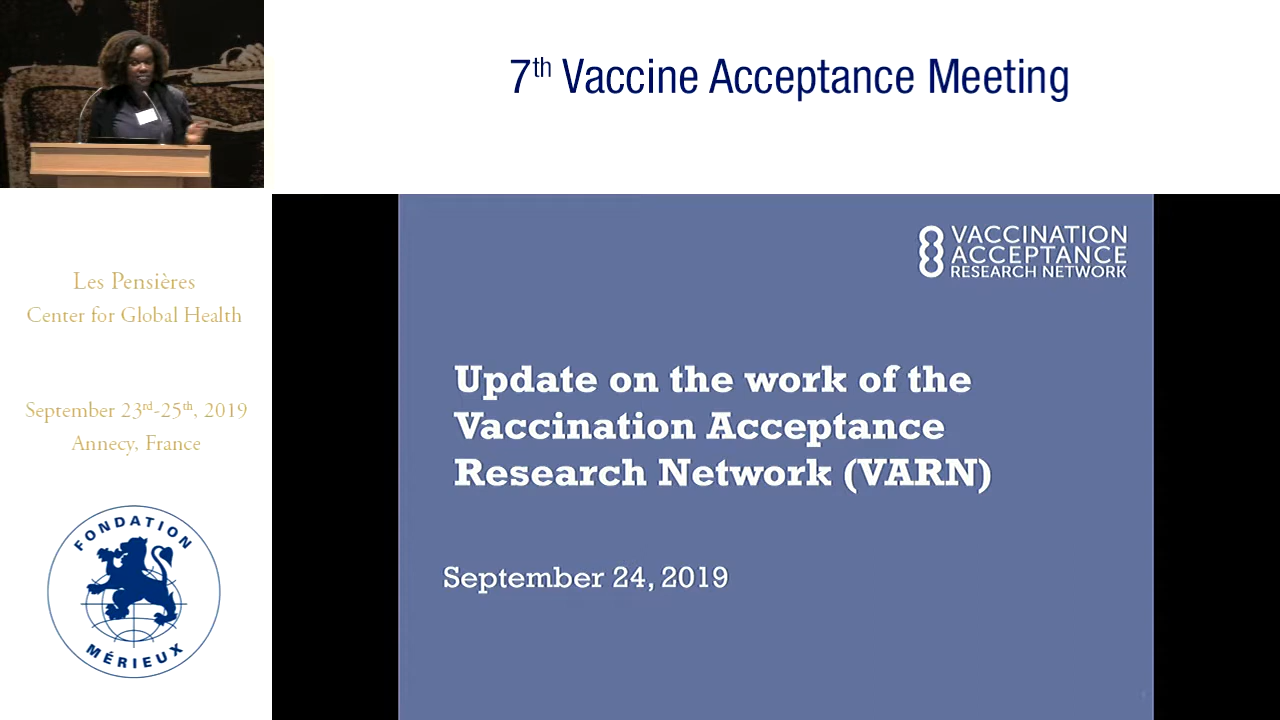 7th Vaccine Acceptance Meeting
Les Pensières
Center for Global Health
September 23rd-25th, 2019
Annecy, France
FONDATION
MÉRIEUX
VACCINATION
ACCEPTANCE
RESEARCH NETWORK
Update on the work of the
Vaccination Acceptance
Research Network (VARN)
September 24, 2019